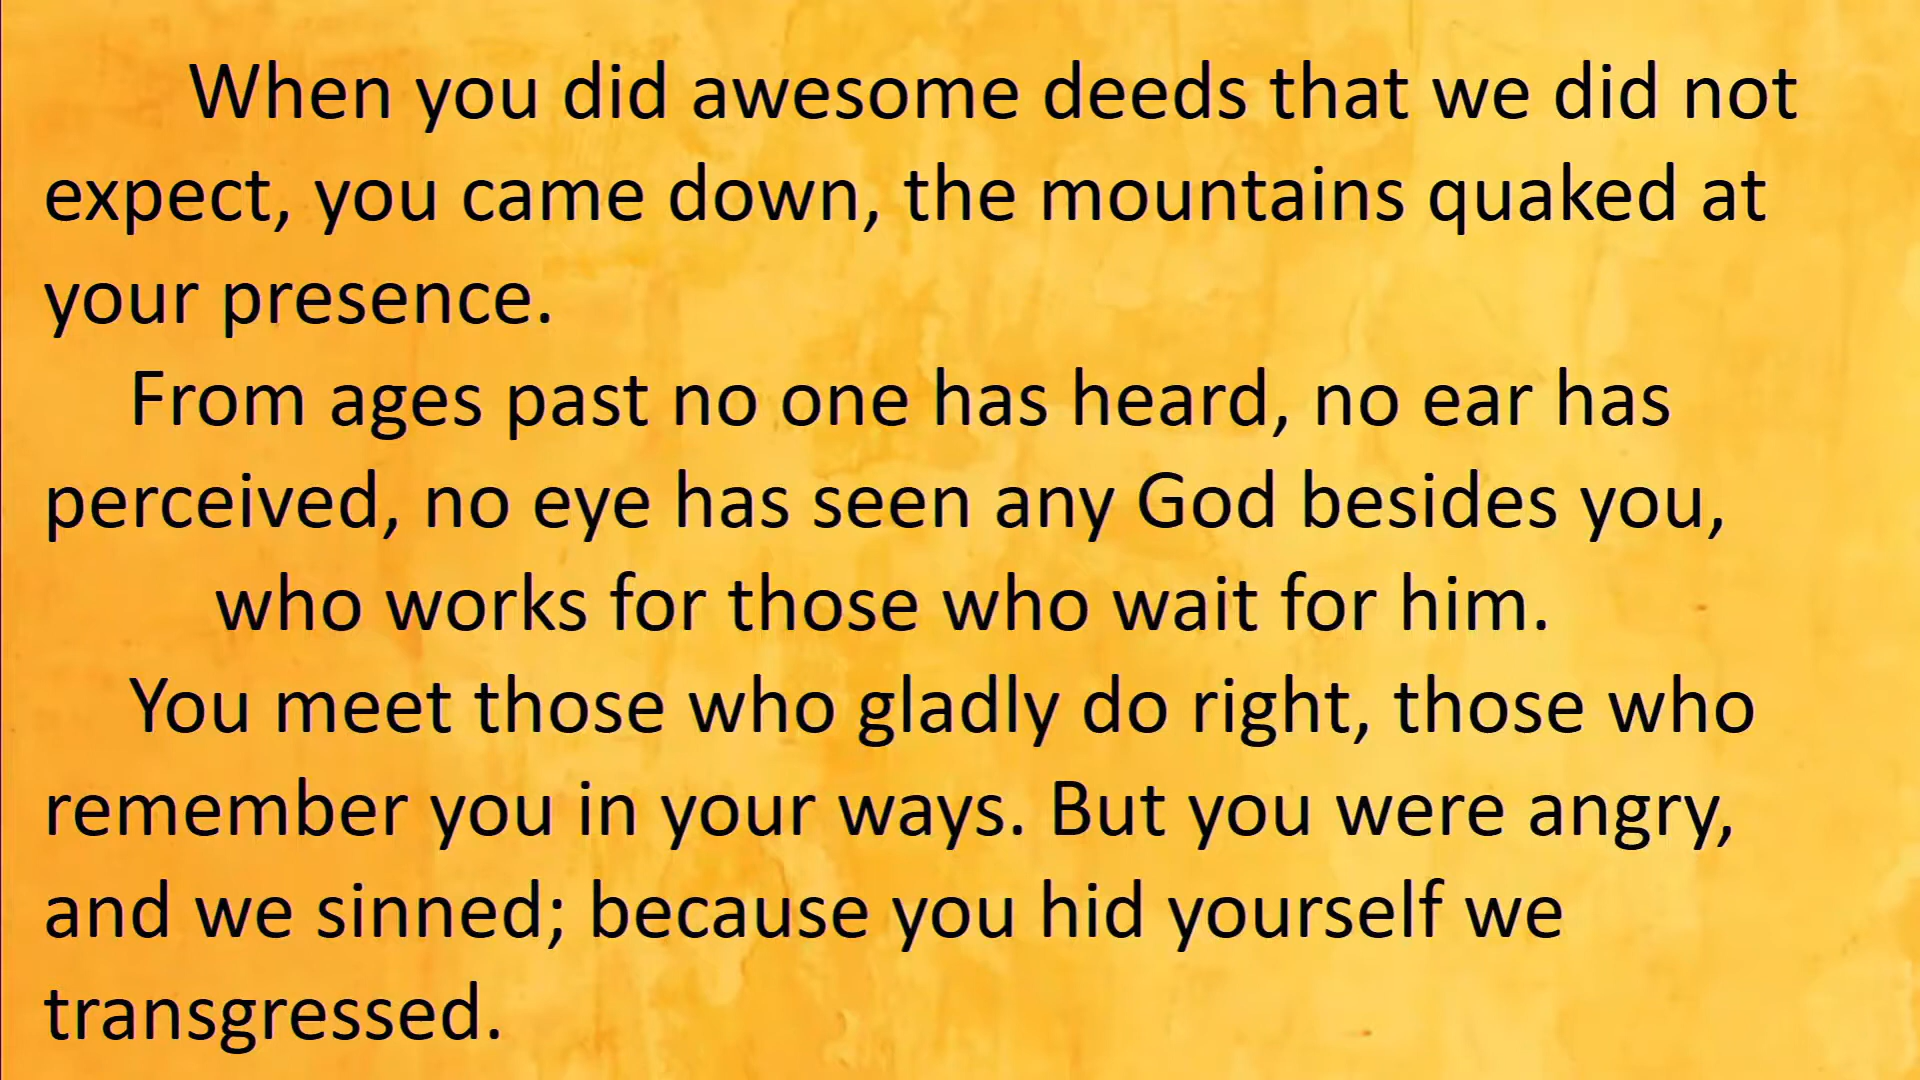 When you did awesome deeds that we did not
expect, you came down, the mountains quaked at
your presence.
From ages past no one has heard, no ear has
perceived, no eye has seen any God besides you,
who works for those who wait for him.
You meet those who gladly do right, those who
remember you in your ways. But you were angry,
and we sinned; because you hid yourself we
transgressed.